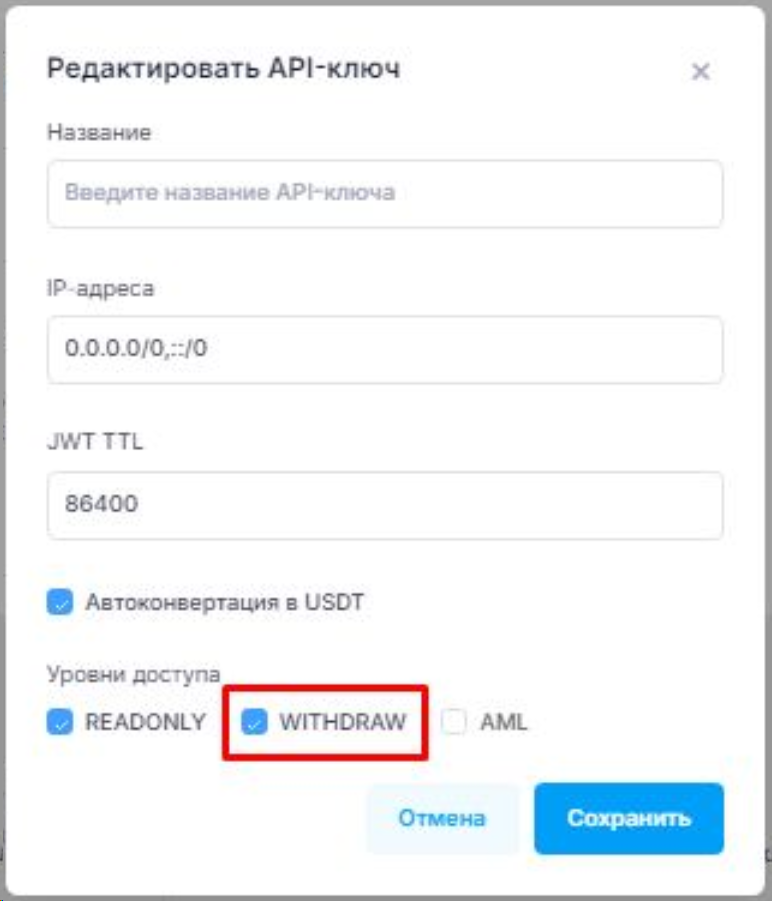 Редактировать API-ключ
Название
Введите название API-ключа
IP-адреса
0.0.0.0/0,::/0
JWT TTL
86400
Автоконвертация в USDT
Уровни доступа
READONLY WITHDRAW AML
Отмена Сохранить